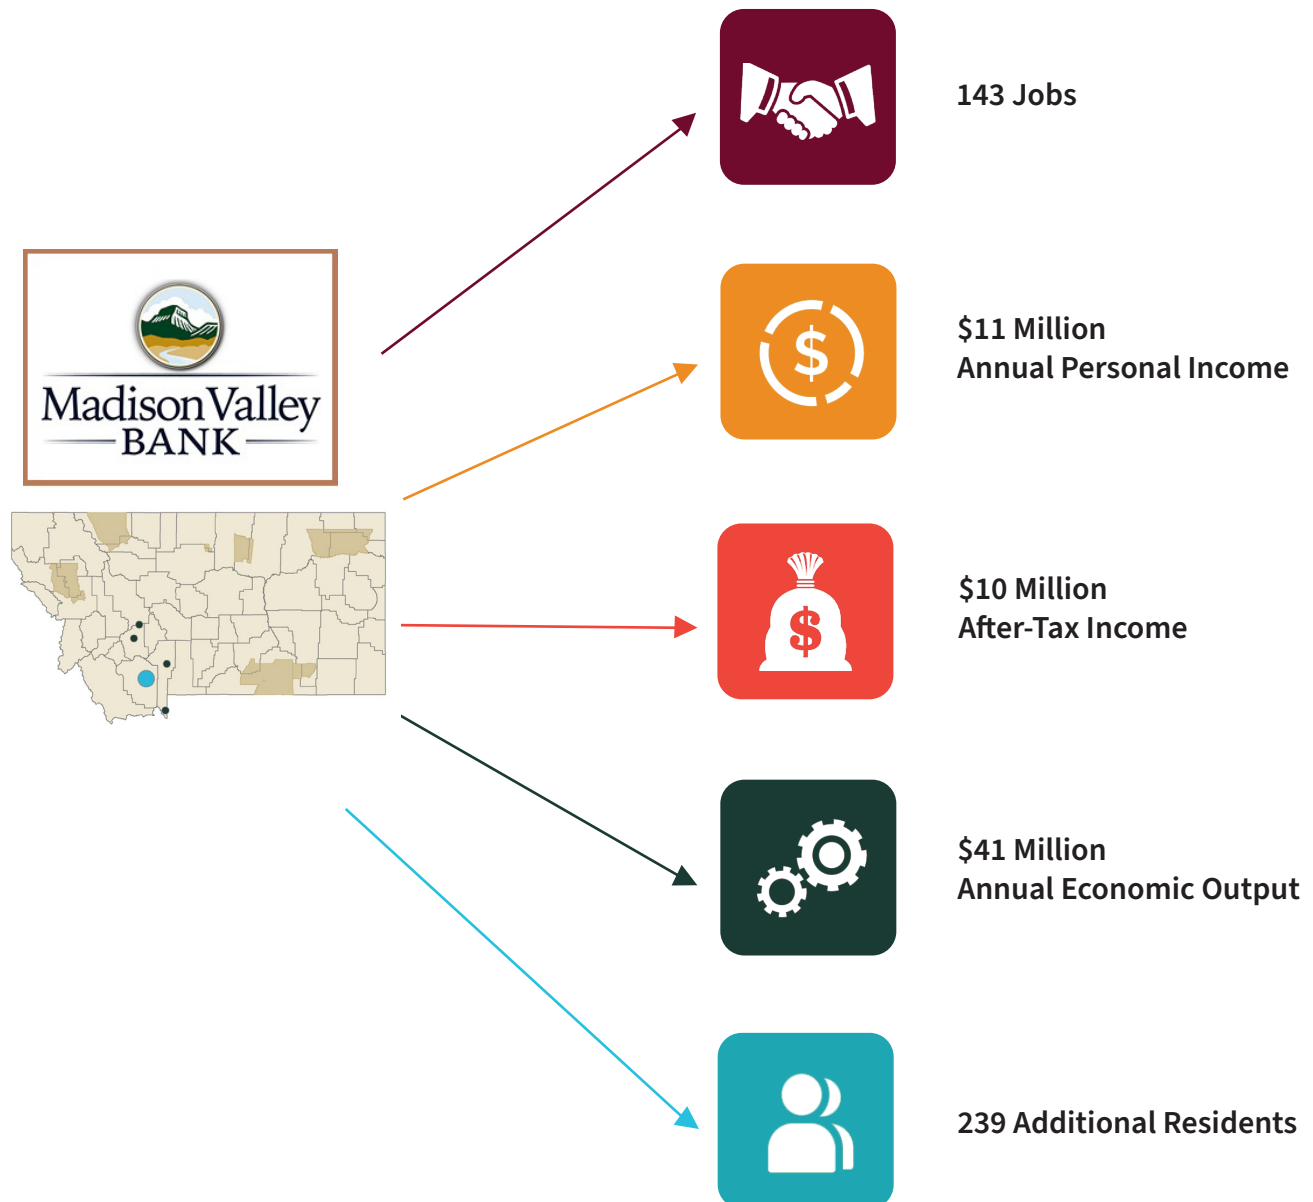 143 Jobs
Madison Valley
BANK
$11 Million
Annual Personal Income
$
$10 Million
After-Tax Income
$
$41 Million
Annual Economic Output
239 Additional Residents